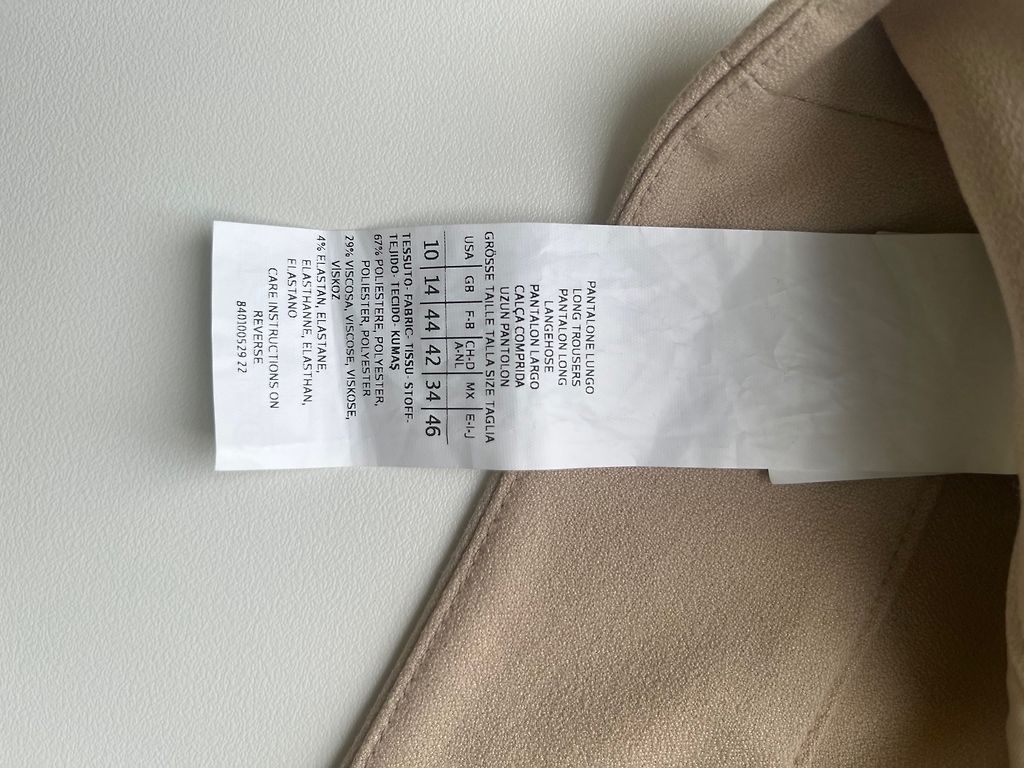 PANTALONE LUNGO
LONG TROUSERS
PANTALON LONG
LANGEHOSE
PANTALON LARGO
CALÇA COMPRIDA
UZUN PANTOLON
GRÖSSE TAILLE TALLA SIZE TAGLIA
USA GB F-B CH-D A-NL MX E-I-J
10 14 44 42 34 46
TESSUTO- FABRIC- TISSU- STOFF-
TEJIDO- TECIDO- KUMAŞ
67% POLIESTERE, POLYESTER,
POLIESTER, POLYESTER
29% VISCOSA, VISCOSE, VISKOSE,
VISKOZ
4% ELASTAN, ELASTANE,
ELASTHANNE, ELASTHAN,
ELASTANO
CARE INSTRUCTIONS ON
REVERSE
840100529 22